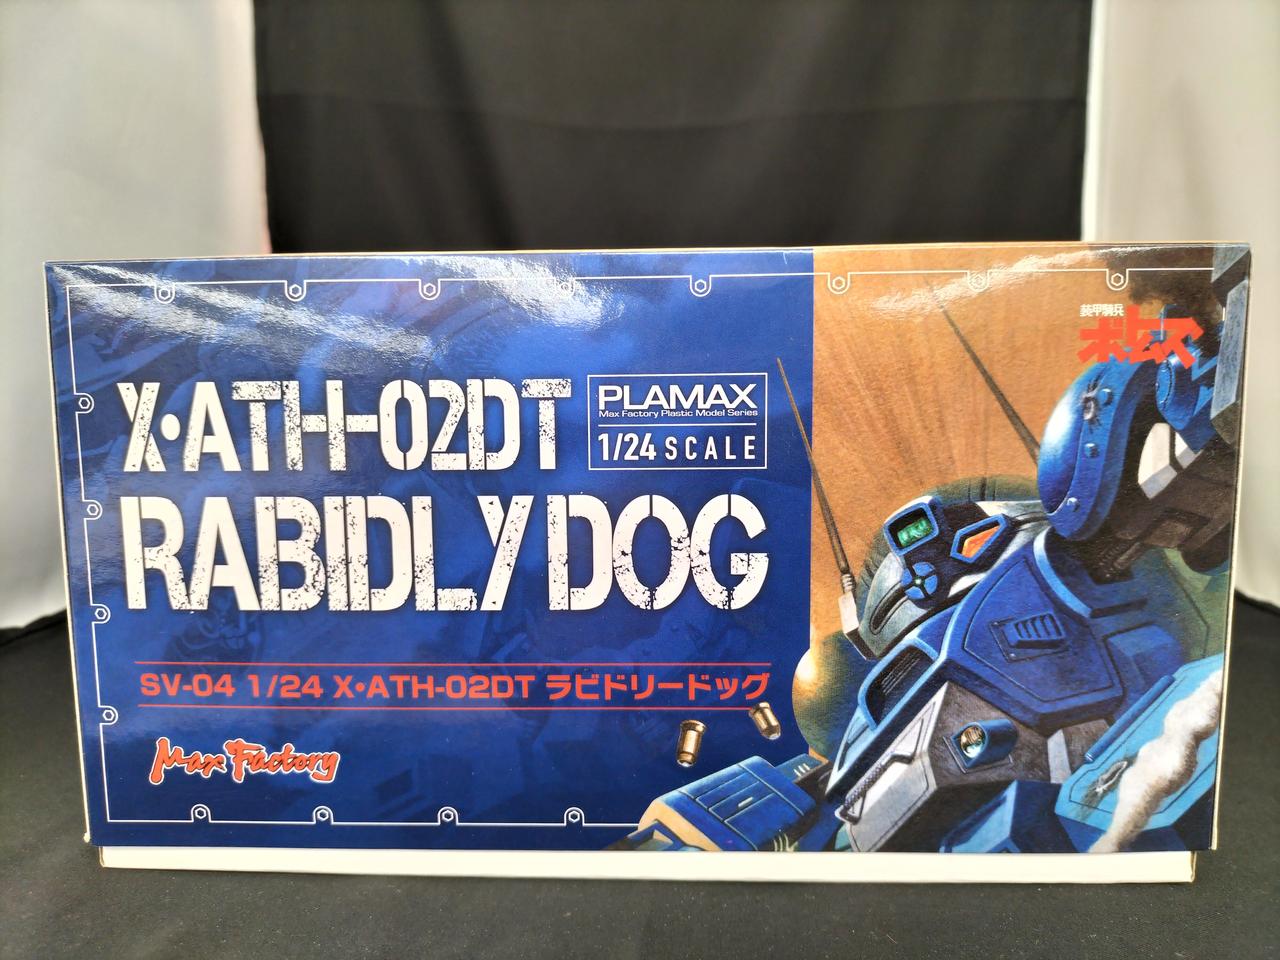 装甲騎兵
ボトムズ
X·ATH-02DT
PLAMAX
Max Factory Plastic Model Series
1/24 SCALE
RABIDLY DOG
SV-04 1/24 X·ATH-02DT ラビドリードッグ
Max Factory